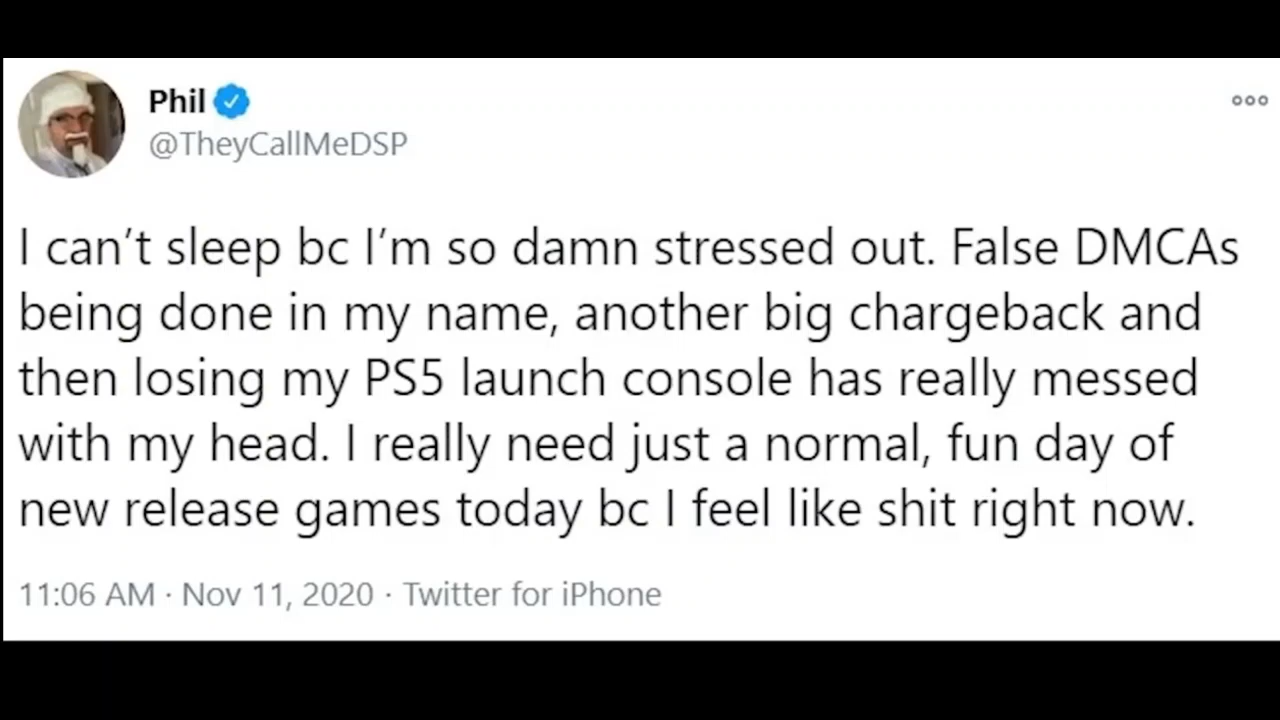 Phil
@TheyCallMeDSP
I can’t sleep bc I’m so damn stressed out. False DMCAs
being done in my name, another big chargeback and
then losing my PS5 launch console has really messed
with my head. I really need just a normal, fun day of
new release games today bc I feel like shit right now.
11:06 AM · Nov 11, 2020 · Twitter for iPhone